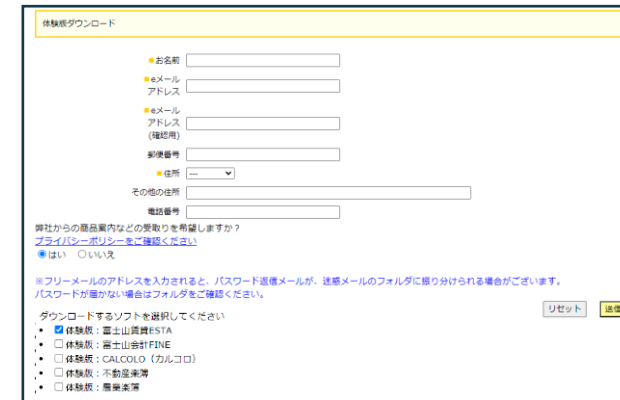 体験版ダウンロード
お名前
eメール
アドレス
eメール
アドレス
(確認用)
郵便番号
住所 ---
その他の住所
電話番号
弊社からの商品案内などの受取りを希望しますか？
プライバシーポリシーをご確認ください
はい いいえ
※フリーメールのアドレスを入力されると、パスワード返信メールが、迷惑メールのフォルダに振り分けられる場合がございます。
パスワードが届かない場合はフォルダをご確認ください。
リセット 送信
ダウンロードするソフトを選択してください
体験版：富士山賃貸ESTA
体験版：富士山会計FINE
体験版：CALCOLO（カルコロ）
体験版：不動産楽簿
体験版：農業楽簿